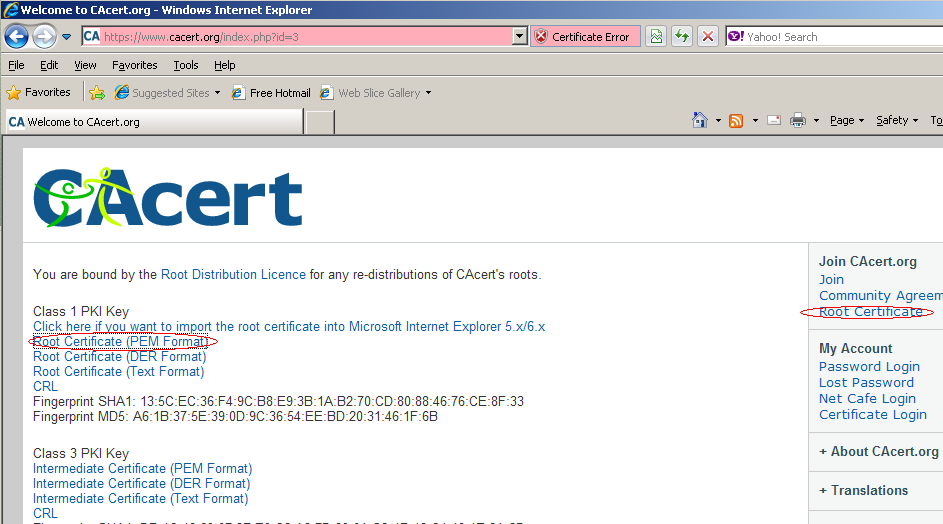 Welcome to CAcert.org - Windows Internet Explorer
CA https://www.cacert.org/index.php?id=3 Certificate Error Y! Yahoo! Search
File Edit View Favorites Tools Help
Favorites Suggested Sites Free Hotmail Web Slice Gallery
CA Welcome to CAcert.org Page Safety To
CAcert
You are bound by the Root Distribution Licence for any re-distributions of CAcert's roots.
Class 1 PKI Key
Click here if you want to import the root certificate into Microsoft Internet Explorer 5.x/6.x
Root Certificate (PEM Format)
Root Certificate (DER Format)
Root Certificate (Text Format)
CRL
Fingerprint SHA1: 13:5C:EC:36:F4:9C:B8:E9:3B:1A:B2:70:CD:80:88:46:76:CE:8F:33
Fingerprint MD5: A6:1B:37:5E:39:0D:9C:36:54:EE:BD:20:31:46:1F:6B
Class 3 PKI Key
Intermediate Certificate (PEM Format)
Intermediate Certificate (DER Format)
Intermediate Certificate (Text Format)
CRL
Join CAcert.org
Join
Community Agreem
Root Certificate
My Account
Password Login
Lost Password
Net Cafe Login
Certificate Login
+ About CAcert.org
+ Translations